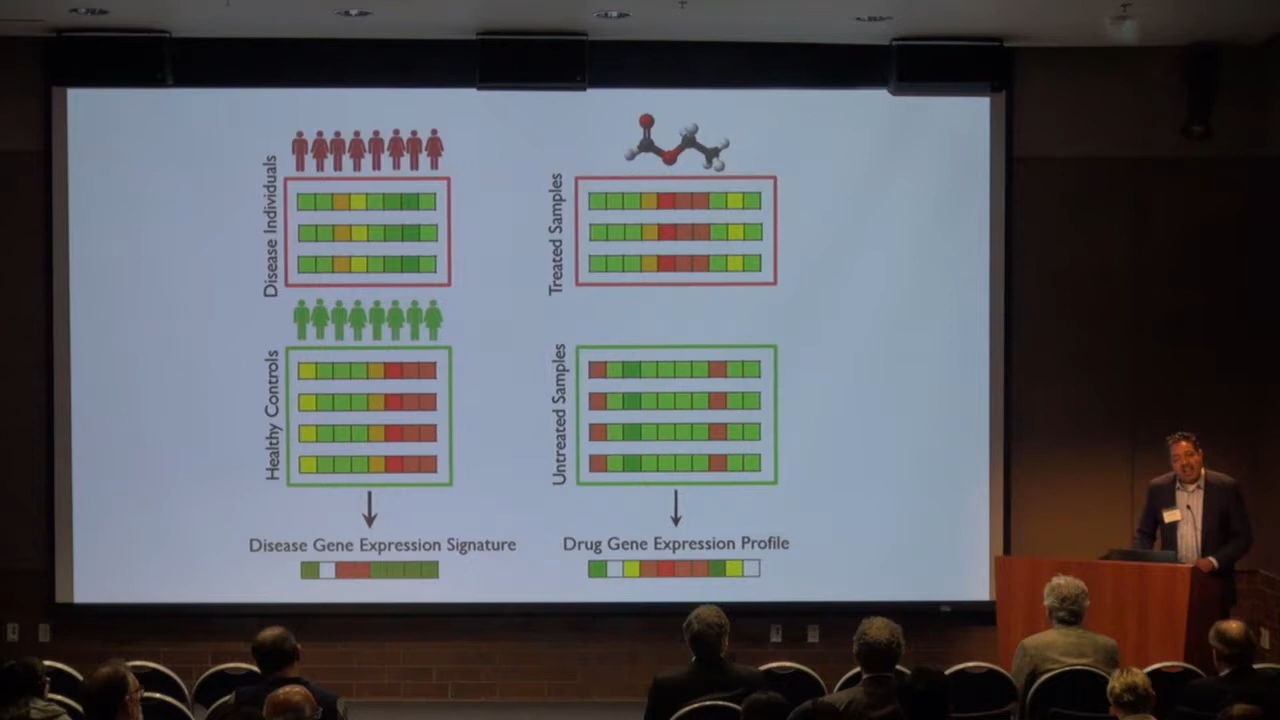 Disease Individuals
Healthy Controls
Disease Gene Expression Signature
Treated Samples
Untreated Samples
Drug Gene Expression Profile